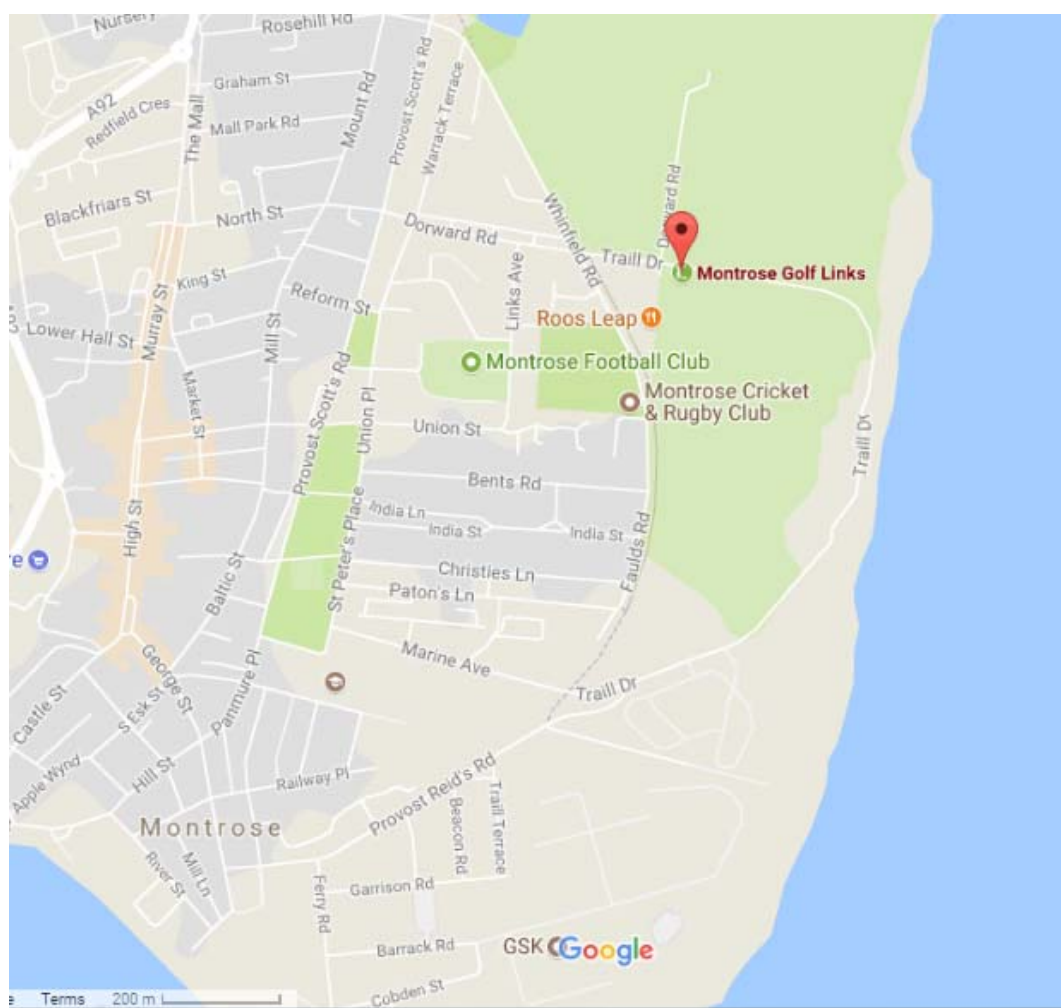 Nursery
Rosehill Rd
A92
Graham St
Redfield Cres
Mall Park Rd
The Mall
Mount Rd
Provost Scott's Rd
Warrack Terrace
Blackfriars St
North St
Dorward Rd
Whinfield Rd
Dorward Rd
Traill Dr
Montrose Golf Links
King St
Reform St
Links Ave
Roos Leap
Lower Hall St
Murray St
Mill St
Market St
Montrose Football Club
Montrose Cricket
& Rugby Club
Provost Scott's Rd
Union Pl
Union St
Traill Dr
Bents Rd
High St
India Ln
India St
India St
St Peter's Place
Faulds Rd
Baltic St
Christies Ln
Paton's Ln
Marine Ave
George St
Castle St
S Esk St
Panmure Pl
Traill Dr
Hill St
Apple Wynd
Railway Pl
Provost Reid's Rd
Traill Terrace
Beacon Rd
Montrose
River St
Mill Ln
Ferry Rd
Garrison Rd
Barrack Rd
GSK
Google
Cobden St
Terms
200 m